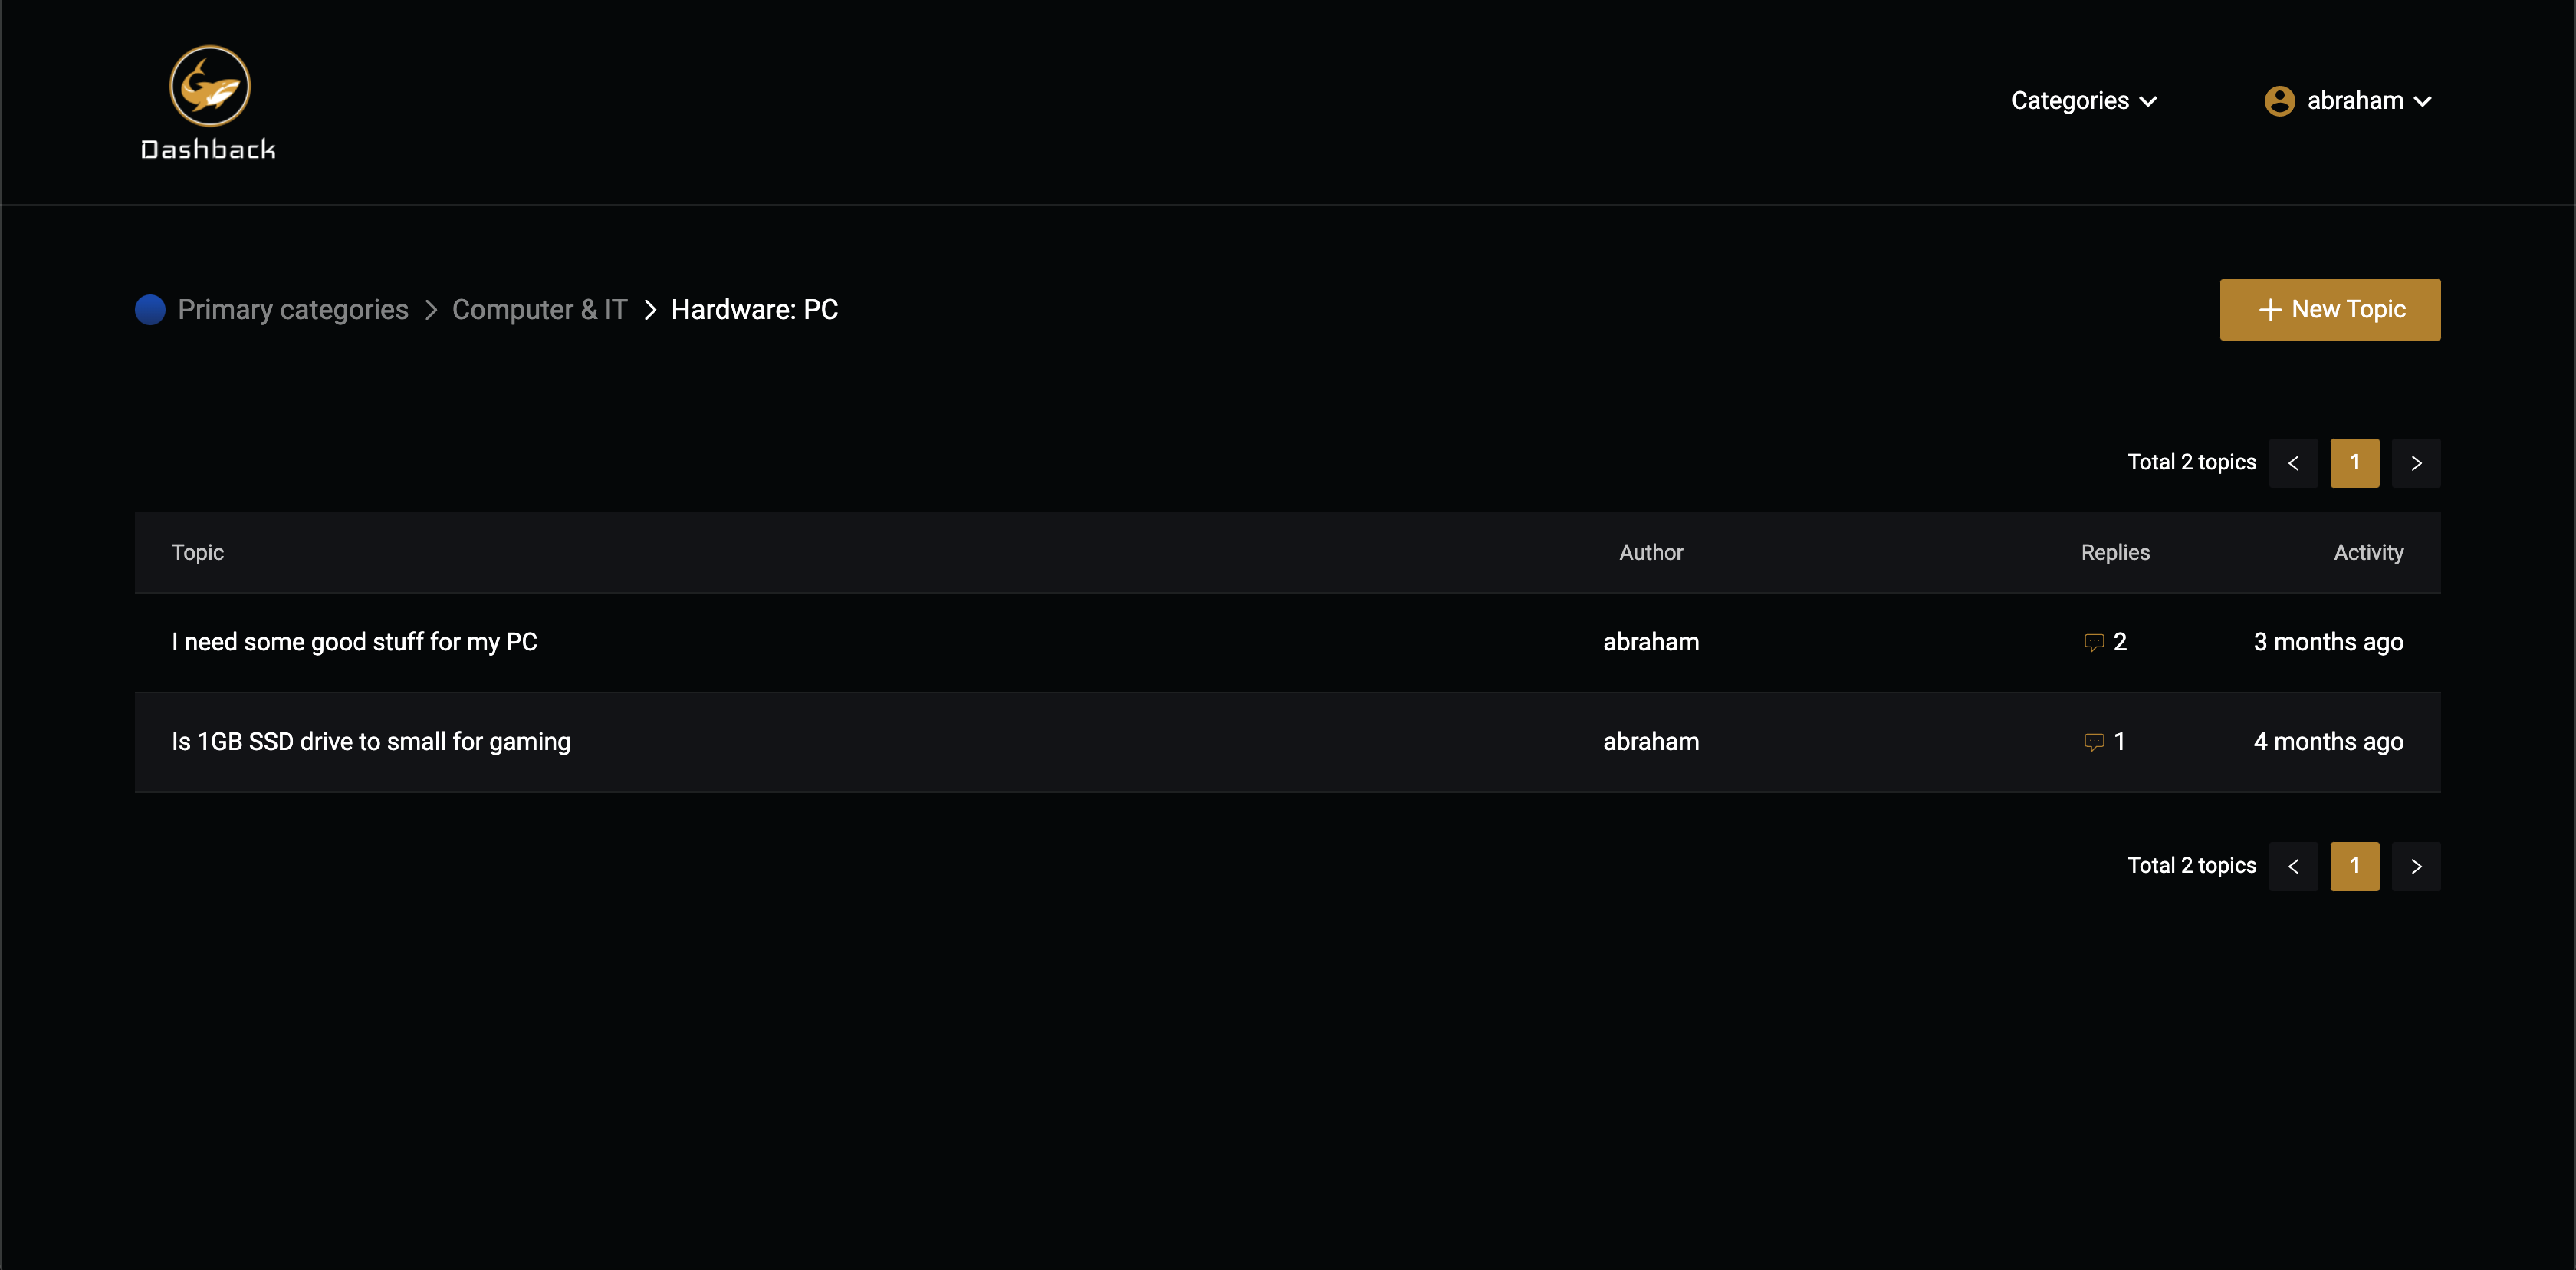 Dashback
Categories
abraham
Primary categories > Computer & IT > Hardware: PC
+ New Topic
Total 2 topics < 1 >
Topic Author Replies Activity
I need some good stuff for my PC abraham 2 3 months ago
Is 1GB SSD drive to small for gaming abraham 1 4 months ago
Total 2 topics < 1 >